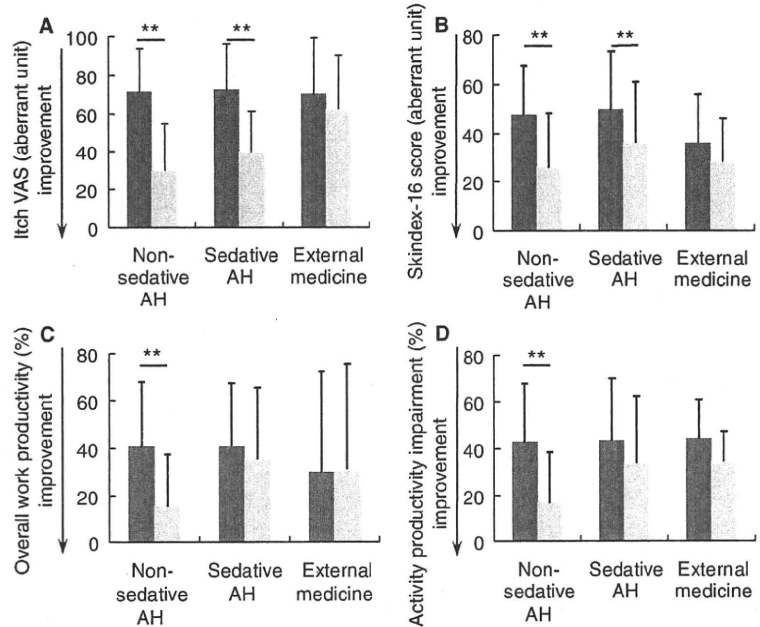 A
**
**
Itch VAS (aberrant unit)
improvement
100
80
60
40
20
0
Non-
sedative
AH
Sedative
AH
External
medicine
B
**
**
Skindex-16 score (aberrant unit)
improvement
80
60
40
20
0
Non-
sedative
AH
Sedative
AH
External
medicine
C
**
Overall work productivity (%)
improvement
80
60
40
20
0
Non-
sedative
AH
Sedative
AH
External
medicine
D
**
Activity productivity impairment (%)
improvement
80
60
40
20
0
Non-
sedative
AH
Sedative
AH
External
medicine